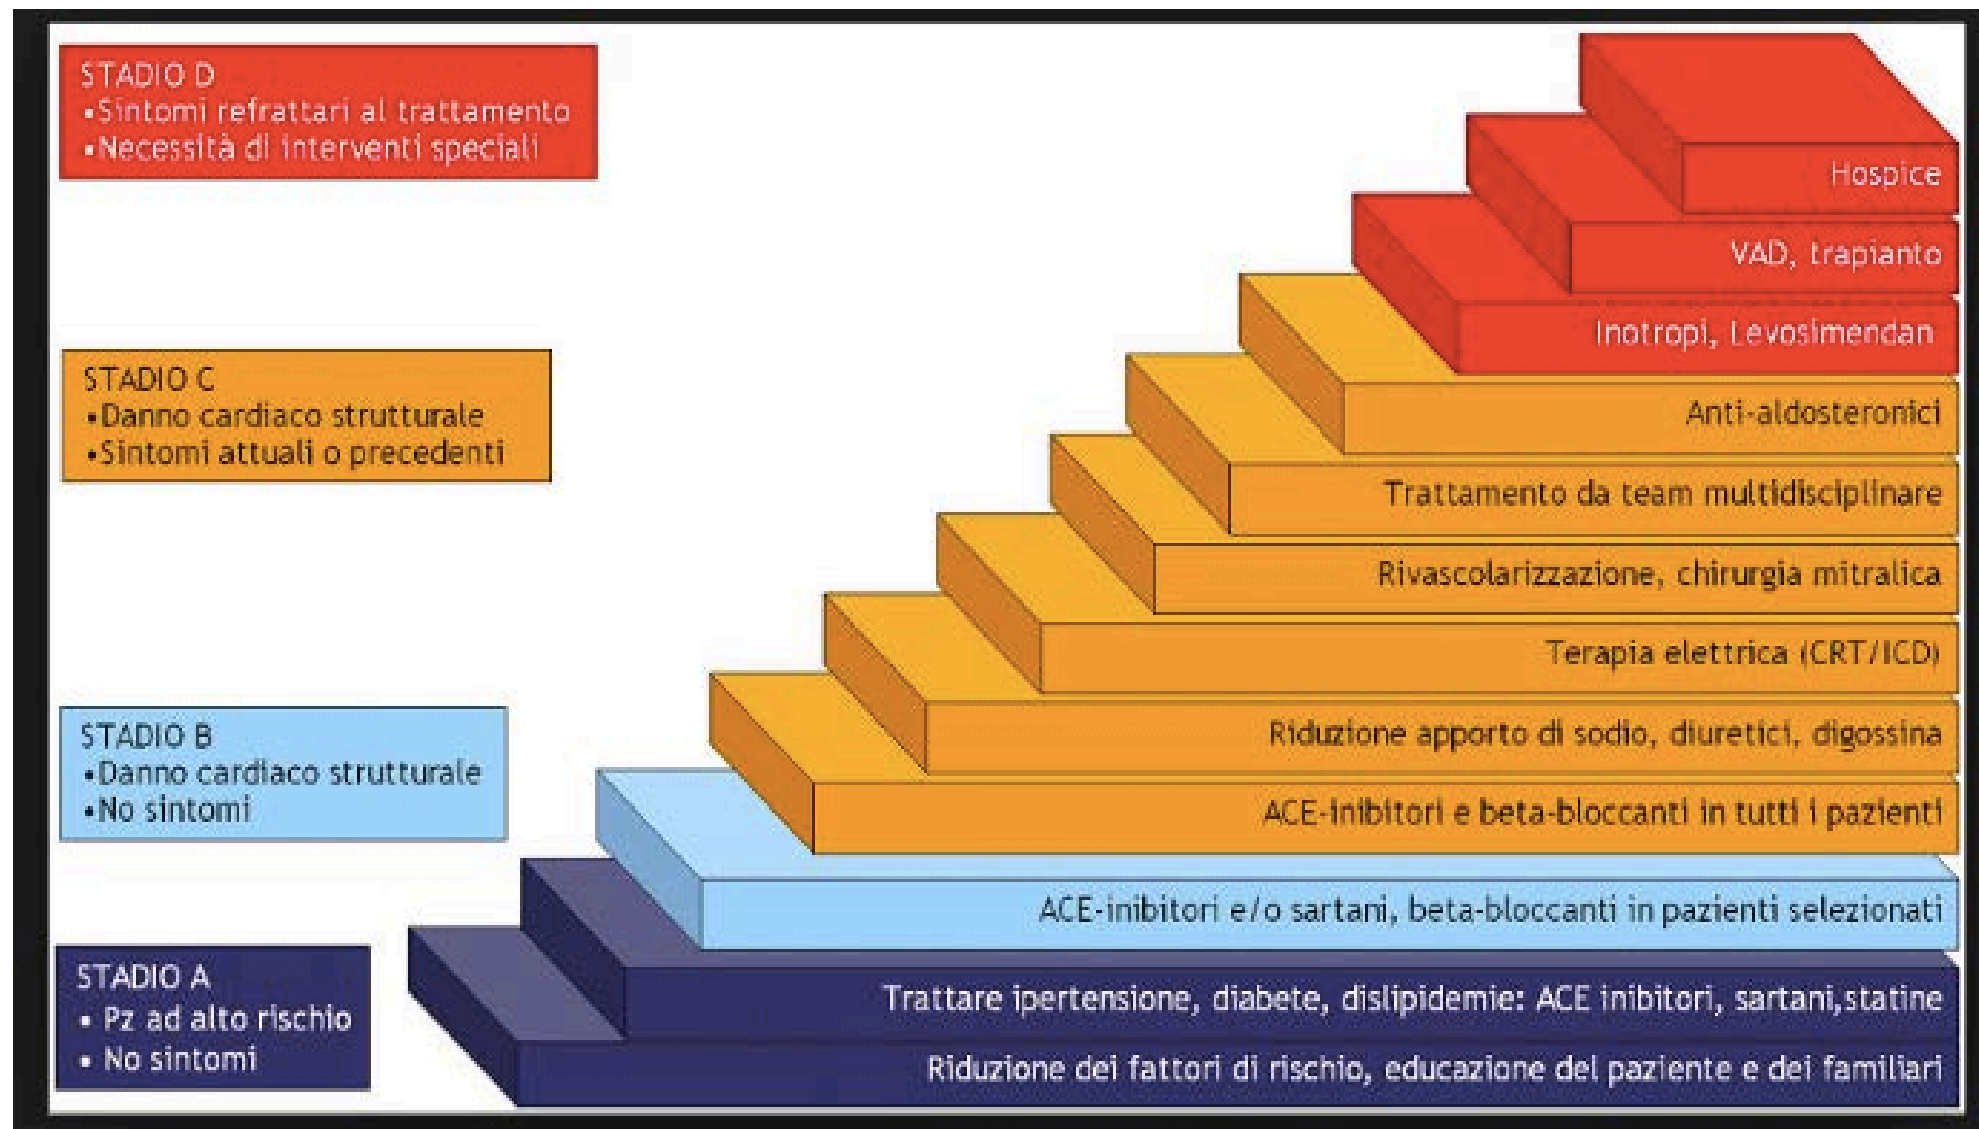 STADIO D
•Sintomi refrattari al trattamento
•Necessità di interventi speciali
Hospice
VAD, trapianto
Inotropi, Levosimendan
STADIO C
•Danno cardiaco strutturale
•Sintomi attuali o precedenti
Anti-aldosteronici
Trattamento da team multidisciplinare
Rivascolarizzazione, chirurgia mitralica
Terapia elettrica (CRT/ICD)
Riduzione apporto di sodio, diuretici, digossina
ACE-inibitori e beta-bloccanti in tutti i pazienti
STADIO B
•Danno cardiaco strutturale
•No sintomi
ACE-inibitori e/o sartani, beta-bloccanti in pazienti selezionati
STADIO A
• Pz ad alto rischio
• No sintomi
Trattare ipertensione, diabete, dislipidemie: ACE inibitori, sartani,statine
Riduzione dei fattori di rischio, educazione del paziente e dei familiari